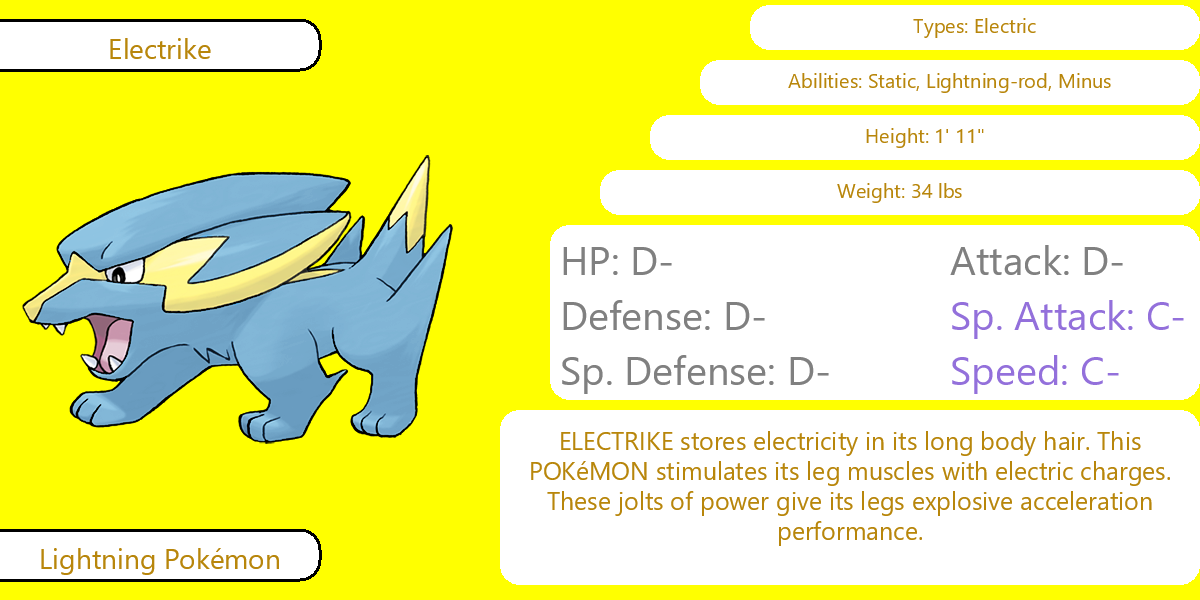 Electrike
Types: Electric
Abilities: Static, Lightning-rod, Minus
Height: 1' 11"
Weight: 34 lbs
HP: D-
Attack: D-
Defense: D-
Sp. Attack: C-
Sp. Defense: D-
Speed: C-
ELECTRIKE stores electricity in its long body hair. This
POKéMON stimulates its leg muscles with electric charges.
These jolts of power give its legs explosive acceleration
performance.
Lightning Pokémon